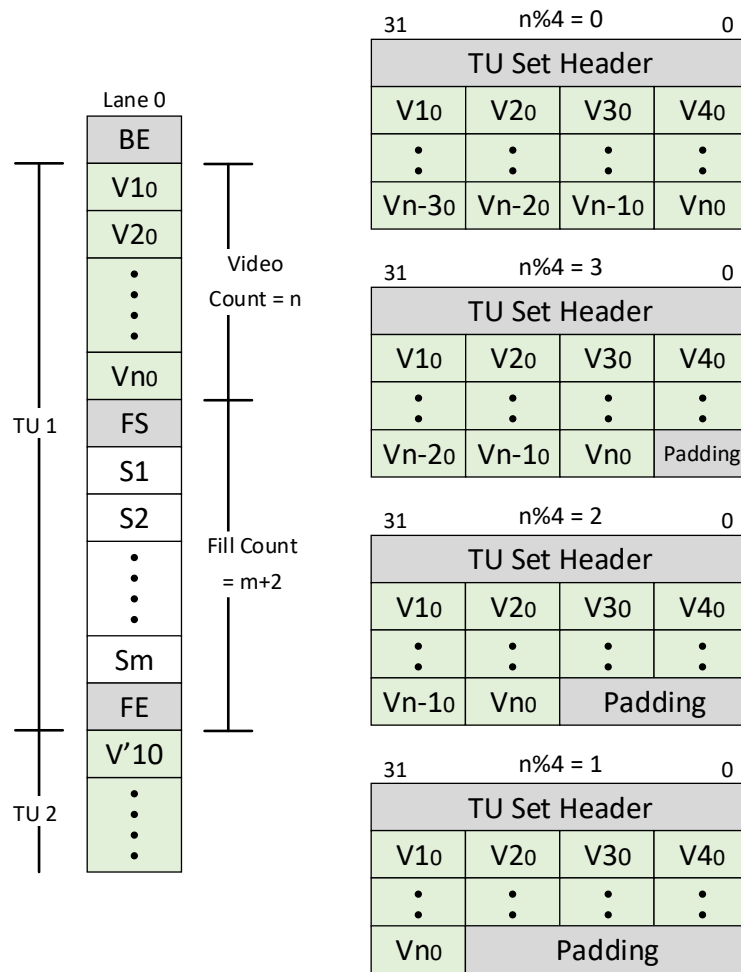 Lane 0
BE
V10
V20
Vn0
FS
S1
S2
Sm
FE
V’10
TU 1
TU 2
Video
Count = n
Fill Count
= m+2
31 n%4 = 0 0
TU Set Header
V10 V20 V30 V40
Vn-30 Vn-20 Vn-10 Vn0
31 n%4 = 3 0
TU Set Header
V10 V20 V30 V40
Vn-20 Vn-10 Vn0 Padding
31 n%4 = 2 0
TU Set Header
V10 V20 V30 V40
Vn-10 Vn0 Padding
31 n%4 = 1 0
TU Set Header
V10 V20 V30 V40
Vn0 Padding